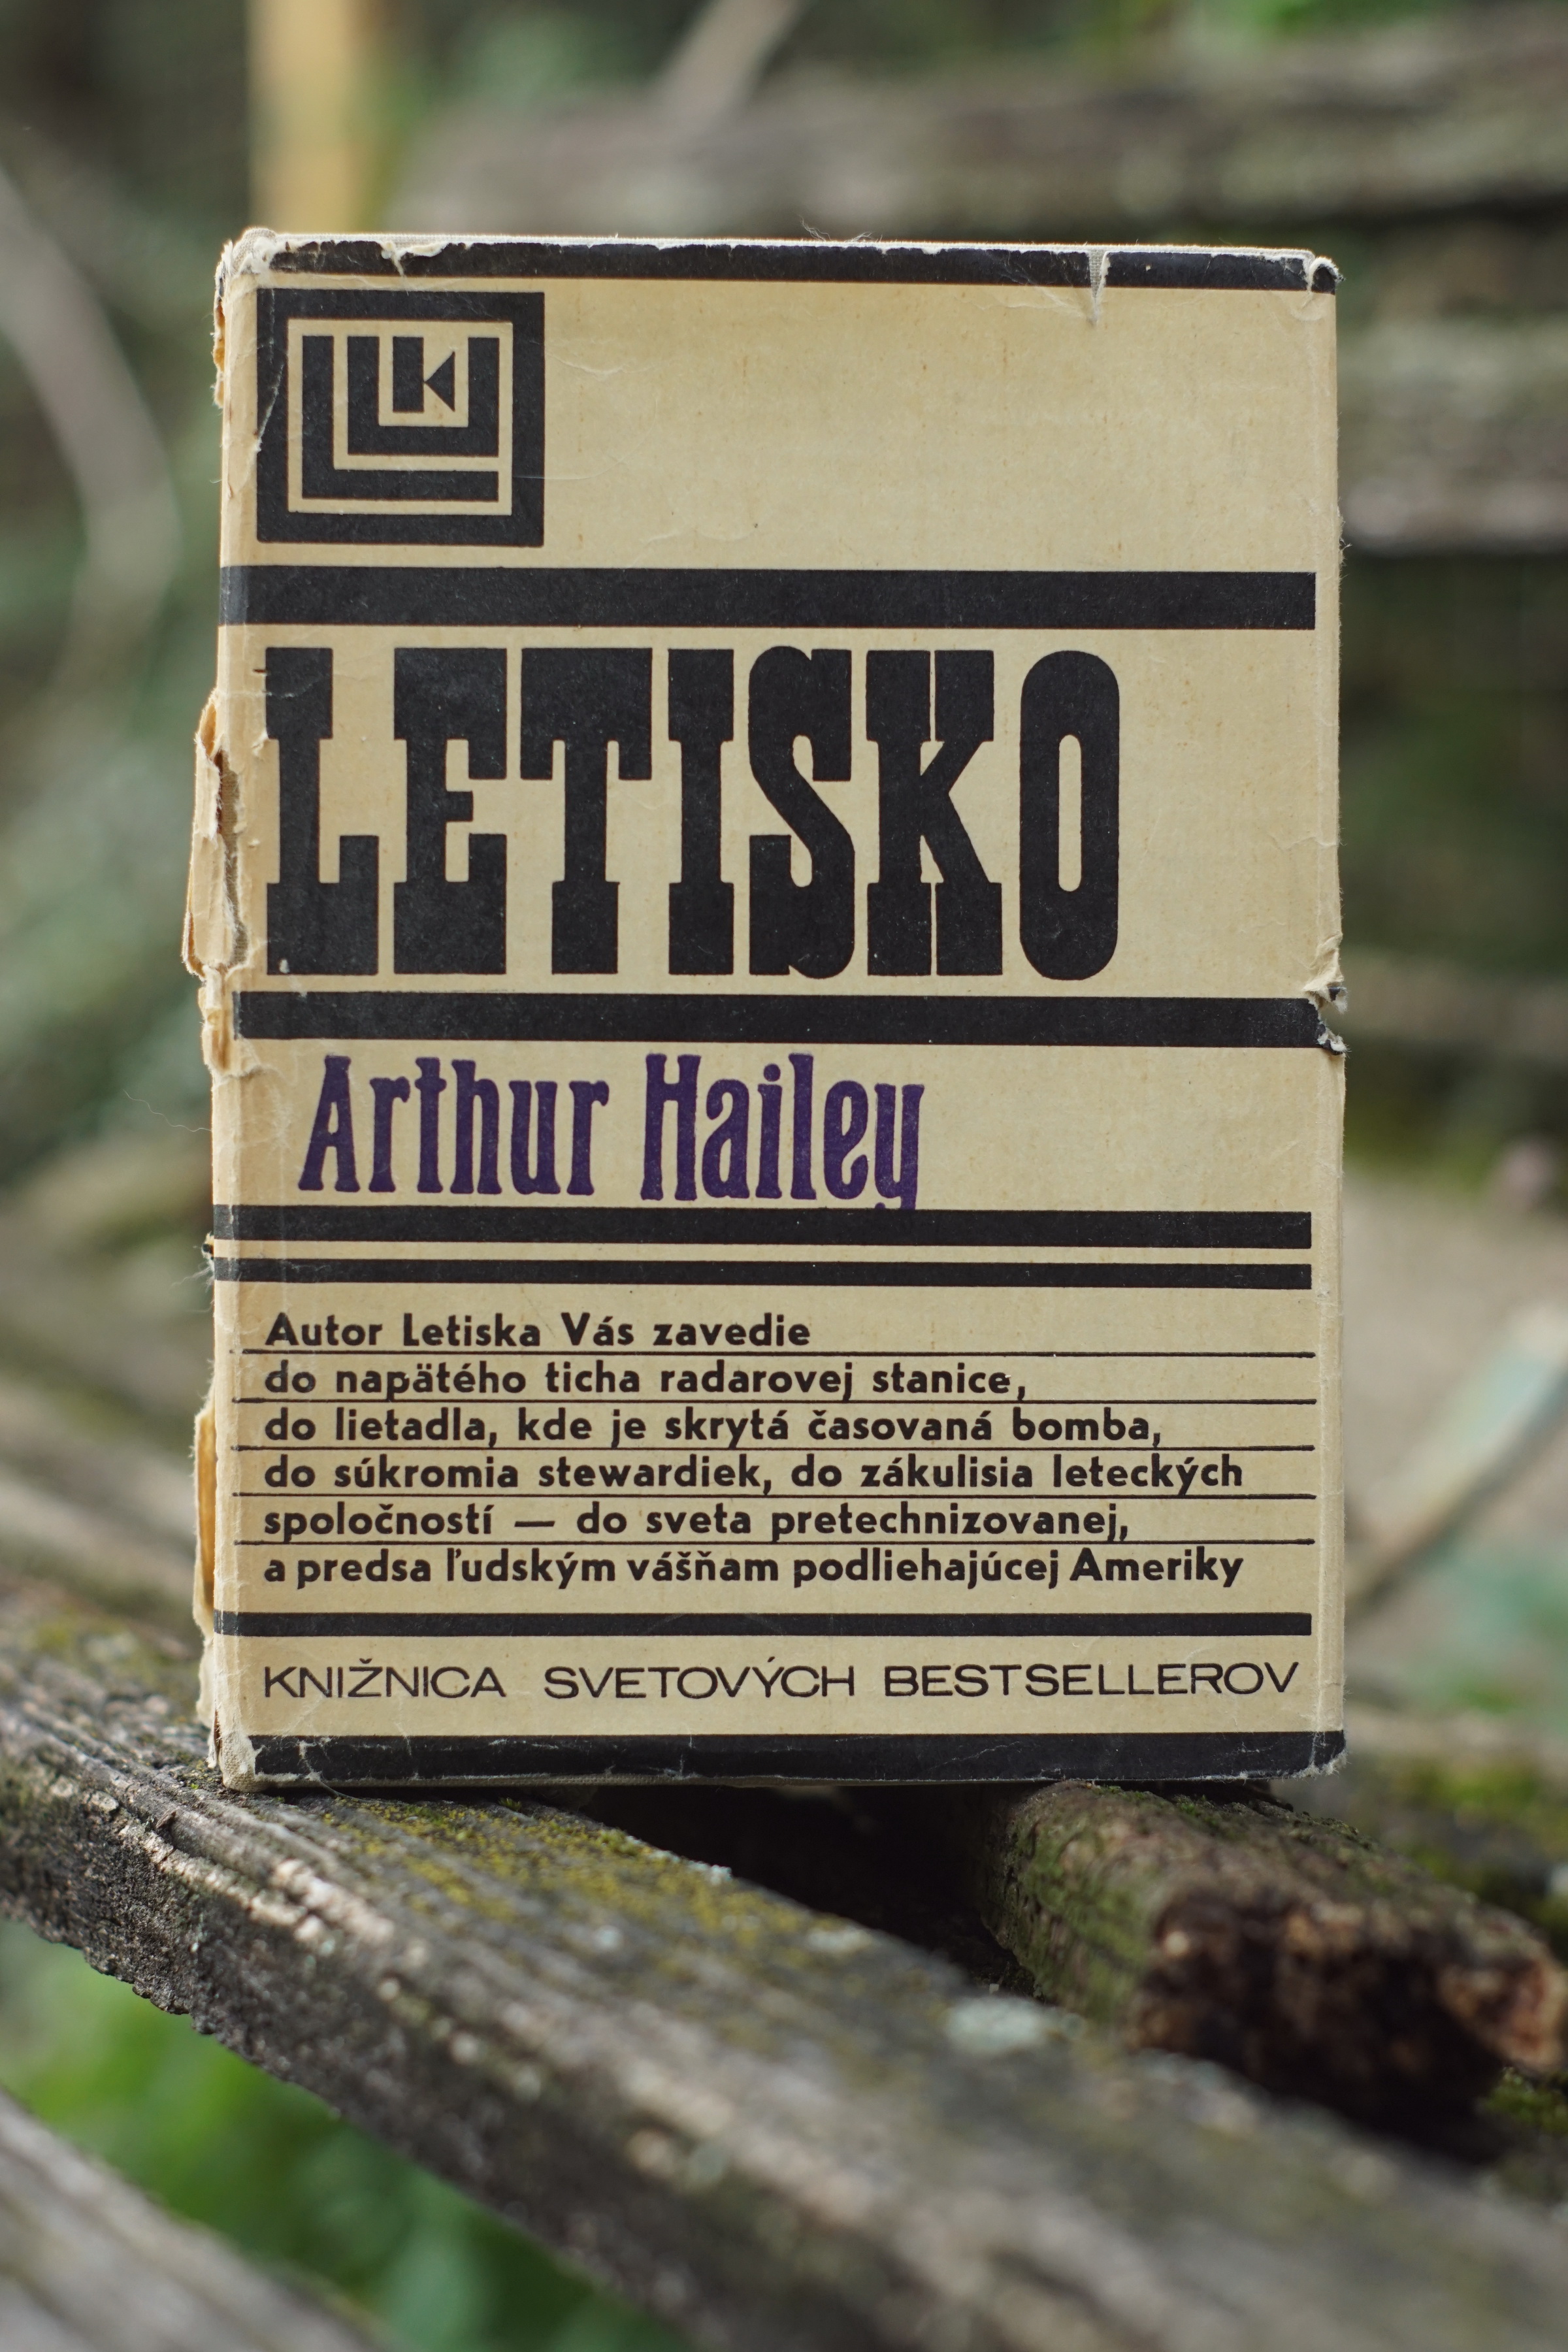 LK
LETISKO
Arthur Hailey
Autor Letiska Vás zavedie
do napätého ticha radarovej stanice,
do lietadla, kde je skrytá časovaná bomba,
do súkromia stewardiek, do zákulisia leteckých
spoločností — do sveta pretechnizovanej,
a predsa ľudským vášňam podliehajúcej Ameriky
KNIŽNICA SVETOVÝCH BESTSELLEROV